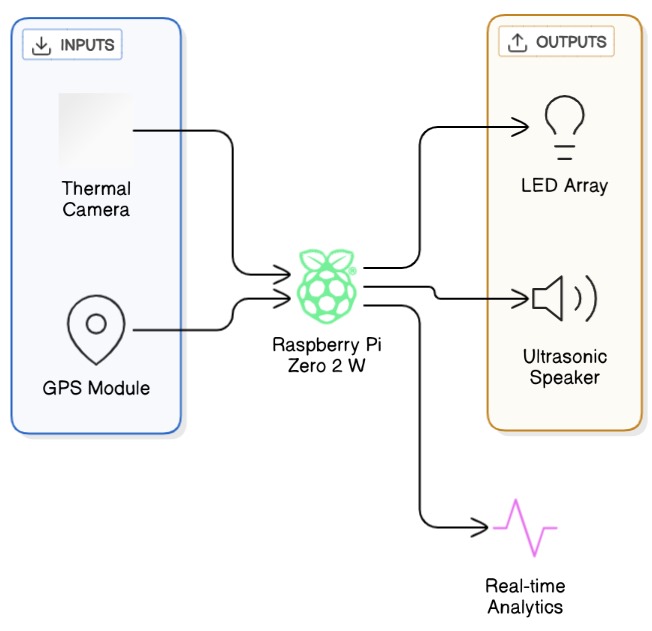 INPUTS
OUTPUTS
Thermal
Camera
LED Array
GPS Module
®
Raspberry Pi
Zero 2 W
Ultrasonic
Speaker
Real-time
Analytics